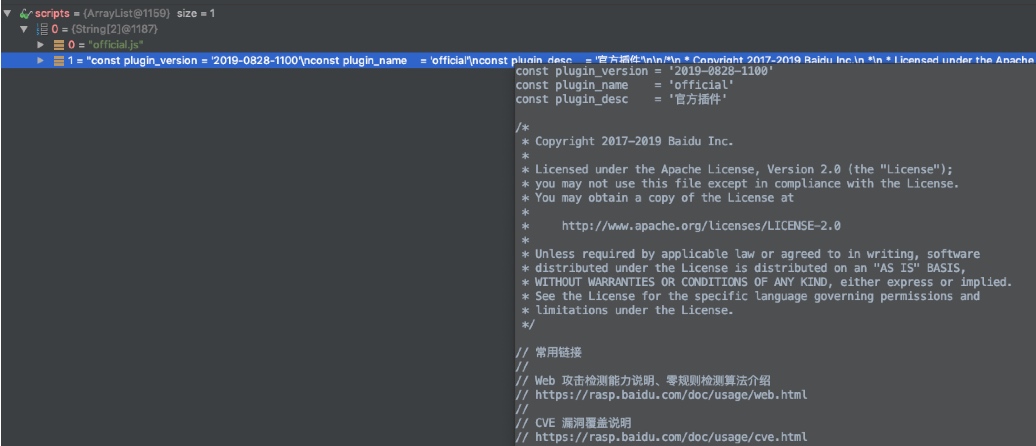 scripts = {ArrayList@1159} size = 1
0 = {String[2]@1187}
0 = "official.js"
1 = "const plugin_version = '2019-0828-1100'\nconst plugin_name    = 'official'\nconst plugin_desc    = '官方插件'\n\n/*\n * Copyright 2017-2019 Baidu Inc.\n *\n * Licensed under the Apache
const plugin_version = '2019-0828-1100'
const plugin_name    = 'official'
const plugin_desc    = '官方插件'
/*
 * Copyright 2017-2019 Baidu Inc.
 *
 * Licensed under the Apache License, Version 2.0 (the "License");
 * you may not use this file except in compliance with the License.
 * You may obtain a copy of the License at
 *
 *     http://www.apache.org/licenses/LICENSE-2.0
 *
 * Unless required by applicable law or agreed to in writing, software
 * distributed under the License is distributed on an "AS IS" BASIS,
 * WITHOUT WARRANTIES OR CONDITIONS OF ANY KIND, either express or implied.
 * See the License for the specific language governing permissions and
 * limitations under the License.
 */
// 常用链接
//
// Web 攻击检测能力说明、零规则检测算法介绍
// https://rasp.baidu.com/doc/usage/web.html
//
// CVE 漏洞覆盖说明
// https://rasp.baidu.com/doc/usage/cve.html